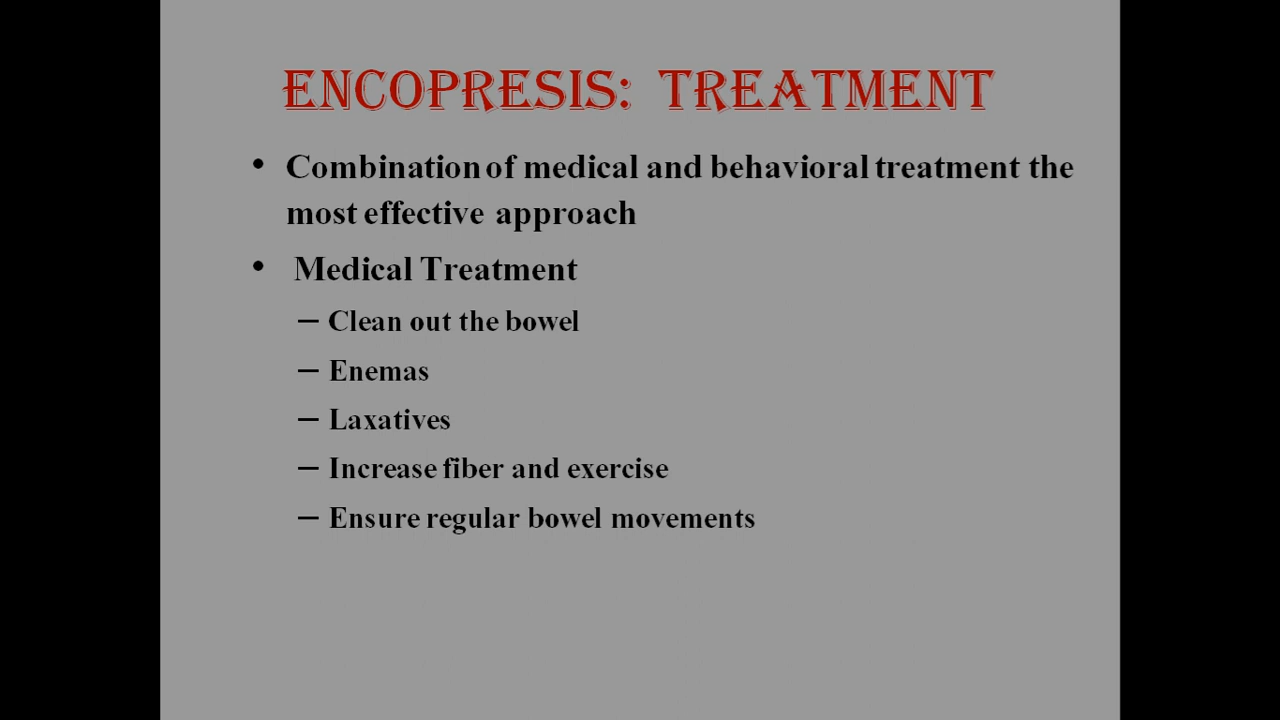 ENCOPRESIS: TREATMENT
• Combination of medical and behavioral treatment the
most effective approach
• Medical Treatment
– Clean out the bowel
– Enemas
– Laxatives
– Increase fiber and exercise
– Ensure regular bowel movements